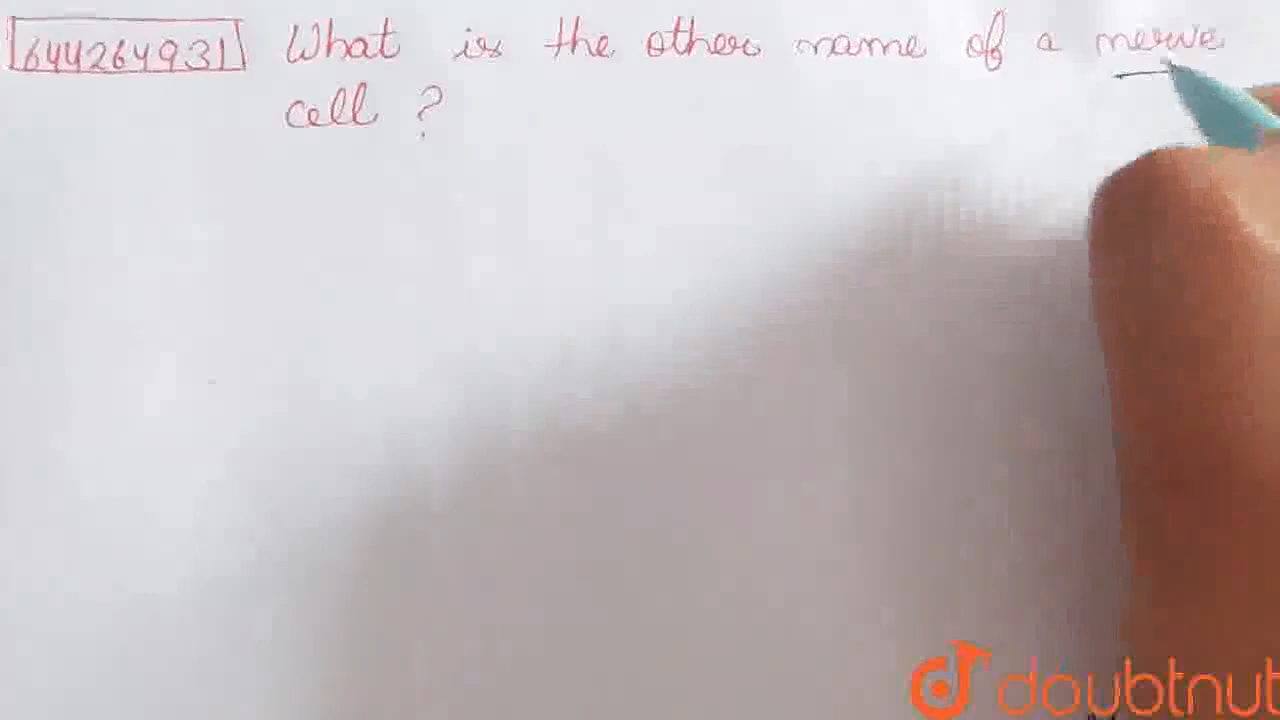 644264931 What is the other name of a nerve
cell ?
doubtnut